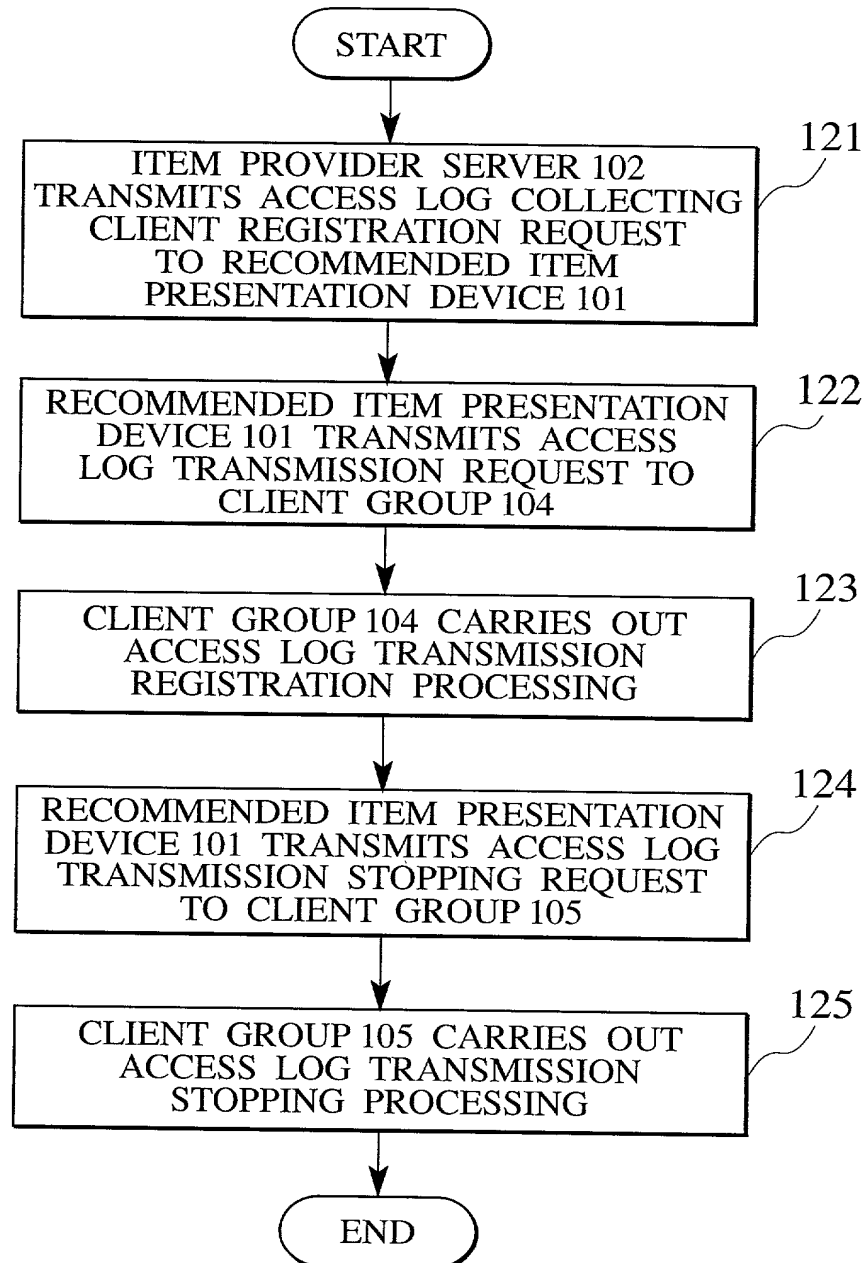 START
121
ITEM PROVIDER SERVER 102
TRANSMITS ACCESS LOG COLLECTING
CLIENT REGISTRATION REQUEST
TO RECOMMENDED ITEM
PRESENTATION DEVICE 101
122
RECOMMENDED ITEM PRESENTATION
DEVICE 101 TRANSMITS ACCESS
LOG TRANSMISSION REQUEST TO
CLIENT GROUP 104
123
CLIENT GROUP 104 CARRIES OUT
ACCESS LOG TRANSMISSION
REGISTRATION PROCESSING
124
RECOMMENDED ITEM PRESENTATION
DEVICE 101 TRANSMITS ACCESS LOG
TRANSMISSION STOPPING REQUEST
TO CLIENT GROUP 105
125
CLIENT GROUP 105 CARRIES OUT
ACCESS LOG TRANSMISSION
STOPPING PROCESSING
END